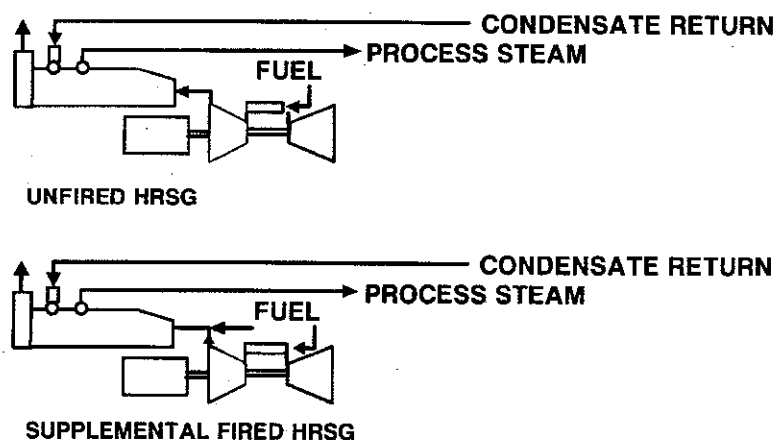 CONDENSATE RETURN
PROCESS STEAM
FUEL
UNFIRED HRSG
CONDENSATE RETURN
PROCESS STEAM
FUEL
SUPPLEMENTAL FIRED HRSG